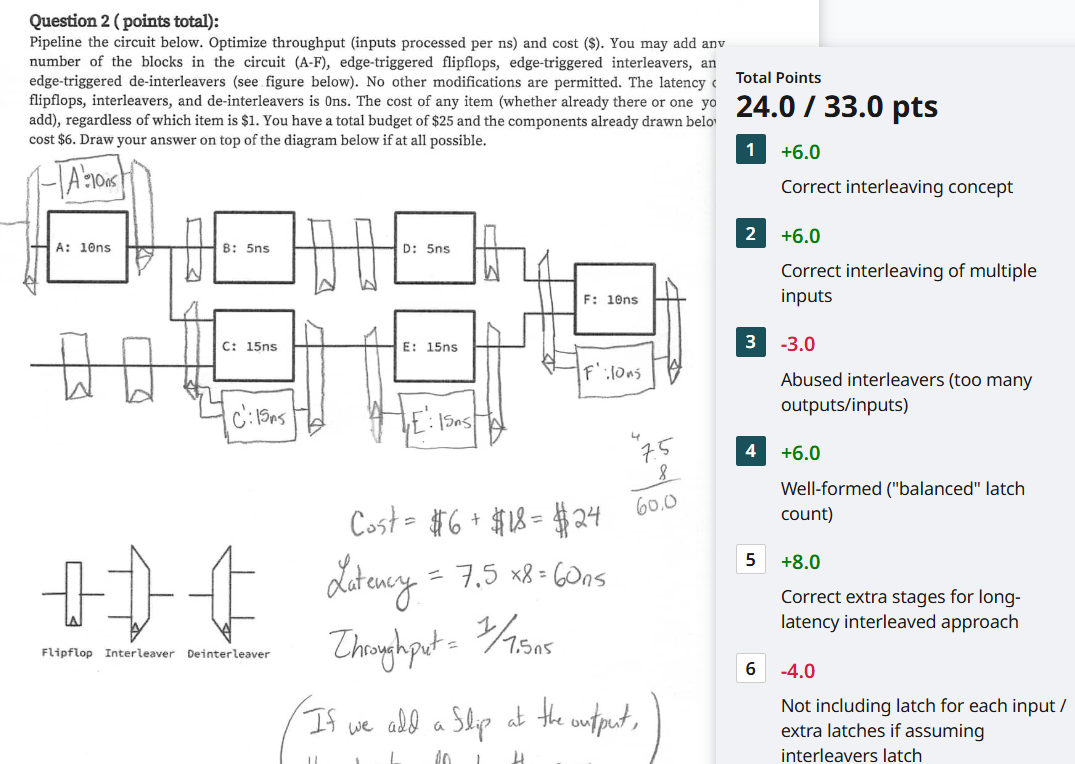 Question 2 ( points total):
Pipeline the circuit below. Optimize throughput (inputs processed per ns) and cost ($). You may add any
number of the blocks in the circuit (A-F), edge-triggered flipflops, edge-triggered interleavers, an
edge-triggered de-interleavers (see figure below). No other modifications are permitted. The latency
flipflops, interleavers, and de-interleavers is 0ns. The cost of any item (whether already there or one yo
add), regardless of which item is $1. You have a total budget of $25 and the components already drawn belo
cost $6. Draw your answer on top of the diagram below if at all possible.
A':10ns
A: 10ns
B: 5ns
D: 5ns
F: 10ns
C: 15ns
E: 15ns
F':10ns
C':15ns
E':15ns
4
7.5
8
60.0
Cost = $6 + $18 = $24
Latency = 7.5 x8 = 60ns
Throughput = 1/7.5ns
Flipflop Interleaver Deinterleaver
(If we add a flip at the output,)
Total Points
24.0 / 33.0 pts
1 +6.0
Correct interleaving concept
2 +6.0
Correct interleaving of multiple
inputs
3 -3.0
Abused interleavers (too many
outputs/inputs)
4 +6.0
Well-formed ("balanced" latch
count)
5 +8.0
Correct extra stages for long-
latency interleaved approach
6 -4.0
Not including latch for each input /
extra latches if assuming
interleavers latch